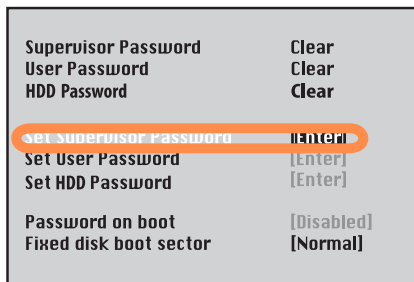 Supervisor Password Clear
User Password Clear
HDD Password Clear
Set Supervisor Password [Enter]
Set User Password [Enter]
Set HDD Password [Enter]
Password on boot [Disabled]
Fixed disk boot sector [Normal]